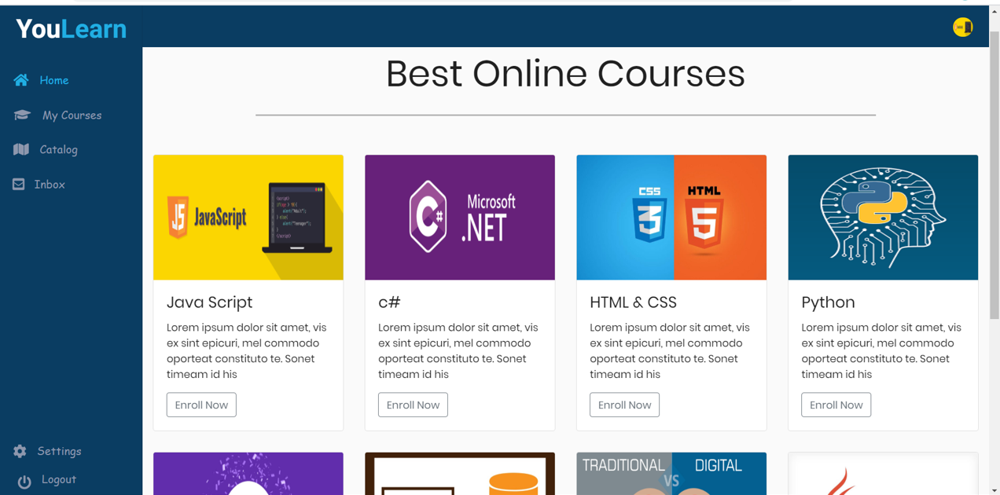 YouLearn
Home
My Courses
Catalog
Inbox
Settings
Logout
Best Online Courses
JS JavaScript
C# Microsoft
.NET
CSS
3
HTML
5
Java Script
Lorem ipsum dolor sit amet, vis
ex sint epicuri, mel commodo
oporteat constituto te. Sonet
timeam id his
Enroll Now
c#
Lorem ipsum dolor sit amet, vis
ex sint epicuri, mel commodo
oporteat constituto te. Sonet
timeam id his
Enroll Now
HTML & CSS
Lorem ipsum dolor sit amet, vis
ex sint epicuri, mel commodo
oporteat constituto te. Sonet
timeam id his
Enroll Now
Python
Lorem ipsum dolor sit amet, vis
ex sint epicuri, mel commodo
oporteat constituto te. Sonet
timeam id his
Enroll Now
TRADITIONAL VS DIGITAL